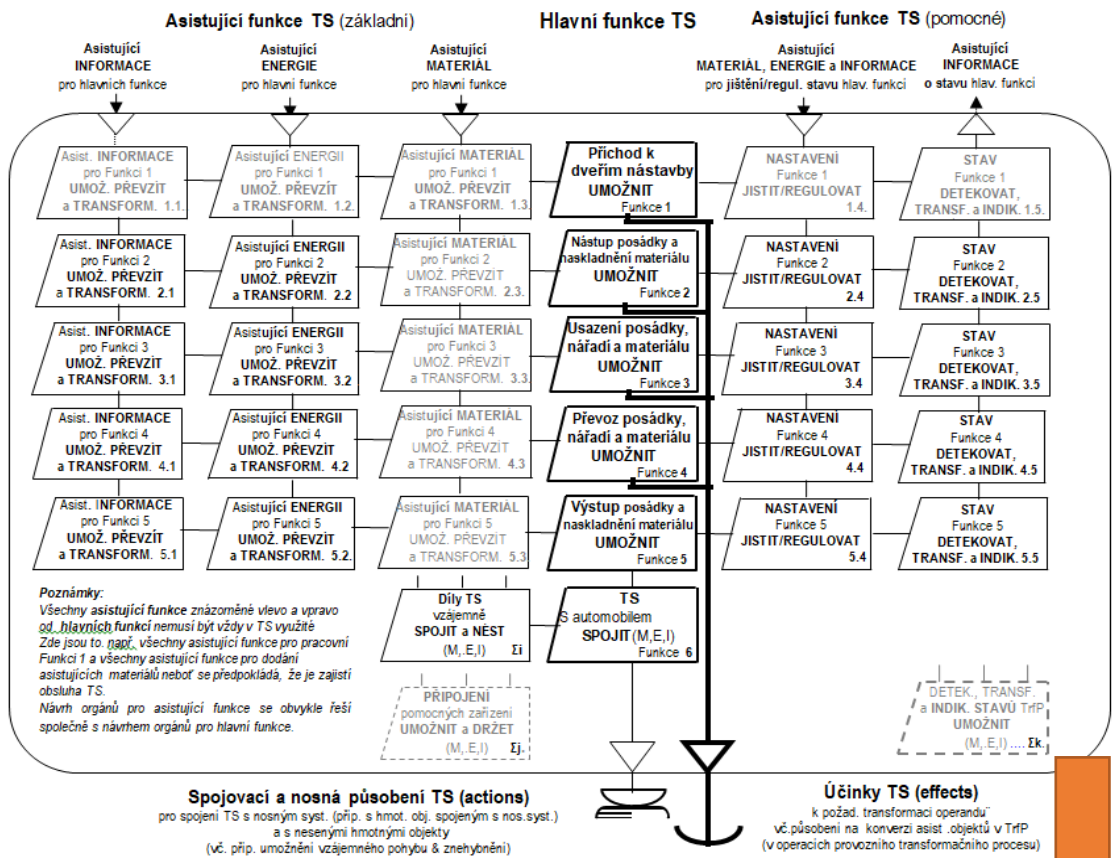 Asistující funkce TS (základní)
Hlavní funkce TS
Asistující funkce TS (pomocné)
Asistující
INFORMACE
pro hlavních funkce
Asistující
ENERGIE
pro hlavní funkce
Asistující
MATERIÁL
pro hlavní funkce
Asistující
MATERIÁL, ENERGIE a INFORMACE
pro jištění/regul. stavu hlav. funkcí
Asistující
INFORMACE
o stavu hlav. funkcí
Asist. INFORMACE
pro Funkci 1
UMOŽ. PŘEVZÍT
a TRANSFORM. 1.1.
Asistující ENERGII
pro Funkci 1
UMOŽ. PŘEVZÍT
a TRANSFORM. 1.2.
Asistující MATERIÁL
pro Funkci 1
UMOŽ. PŘEVZÍT
a TRANSFORM. 1.3.
Příchod k
dveřím nástavby
UMOŽNIT
Funkce 1
NASTAVENÍ
Funkce 1
JISTIT/REGULOVAT
1.4.
STAV
Funkce 1
DETEKOVAT,
TRANSF. a INDIK. 1.5.
Asist. INFORMACE
pro Funkci 2
UMOŽ. PŘEVZÍT
a TRANSFORM. 2.1
Asistující ENERGII
pro Funkci 2
UMOŽ. PŘEVZÍT
a TRANSFORM. 2.2
Asistující MATERIÁL
pro Funkci 2
UMOŽ. PŘEVZÍT
a TRANSFORM. 2.3.
Nástup posádky a
naskladnění materiálu
UMOŽNIT
Funkce 2
NASTAVENÍ
Funkce 2
JISTIT/REGULOVAT
2.4
STAV
Funkce 2
DETEKOVAT,
TRANSF. a INDIK. 2.5
Asist. INFORMACE
pro Funkci 3
UMOŽ. PŘEVZÍT
a TRANSFORM. 3.1
Asistující ENERGII
pro Funkci 3
UMOŽ. PŘEVZÍT
a TRANSFORM. 3.2
Asistující MATERIÁL
pro Funkci 3
UMOŽ. PŘEVZÍT
a TRANSFORM. 3.3.
Usazení posádky,
nářadí a materiálu
UMOŽNIT
Funkce 3
NASTAVENÍ
Funkce 3
JISTIT/REGULOVAT
3.4
STAV
Funkce 3
DETEKOVAT,
TRANSF. a INDIK. 3.5
Asist. INFORMACE
pro Funkci 4
UMOŽ. PŘEVZÍT
a TRANSFORM. 4.1
Asistující ENERGII
pro Funkci 4
UMOŽ. PŘEVZÍT
a TRANSFORM. 4.2
Asistující MATERIÁL
pro Funkci 4
UMOŽ. PŘEVZÍT
a TRANSFORM. 4.3
Převoz posádky,
nářadí a materiálu
UMOŽNIT
Funkce 4
NASTAVENÍ
Funkce 4
JISTIT/REGULOVAT
4.4
STAV
Funkce 4
DETEKOVAT,
TRANSF. a INDIK. 4.5
Asist. INFORMACE
pro Funkci 5
UMOŽ. PŘEVZÍT
a TRANSFORM. 5.1
Asistující ENERGII
pro Funkci 5
UMOŽ. PŘEVZÍT
a TRANSFORM. 5.2.
Asistující MATERIÁL
pro Funkci 5
UMOŽ. PŘEVZÍT
a TRANSFORM. 5.3
Výstup posádky a
naskladnění materiálu
UMOŽNIT
Funkce 5
NASTAVENÍ
Funkce 5
JISTIT/REGULOVAT
5.4
STAV
Funkce 5
DETEKOVAT,
TRANSF. a INDIK. 5.5
Poznámky:
Všechny asistující funkce znázorněné vlevo a vpravo
od hlavních funkcí nemusí být vždy v TS využité
Zde jsou to. např. všechny asistující funkce pro pracovní
Funkci 1 a všechny asistující funkce pro dodání
asistujících materiálů neboť se předpokládá, že je zajistí
obsluha TS.
Návrh orgánů pro asistující funkce se obvykle řeší
společně s návrhem orgánů pro hlavní funkce.
Díly TS
vzájemně
SPOJIT a NÉST
(M,.E,I) Σi
TS
S automobilem
SPOJIT(M,E,I)
Funkce 6
PŘIPOJENÍ
pomocných zařízení
UMOŽNIT a DRŽET
(M,.E,I) Σj.
DETEK., TRANSF.
a INDIK. STAVŮ TrfP
UMOŽNIT
(M,.E,I) .... Σk.
Spojovací a nosná působení TS (actions)
pro spojení TS s nosným syst. (příp. s hmot. obj. spojeným s nos.syst.)
a s nesenými hmotnými objekty
(vč. příp. umožnění vzájemného pohybu & znehybnění)
Účinky TS (effects)
k požad. transformaci operandu¨
vč.působení na konverzi asist .objektů v TrfP
(v operacích provozního transformačního procesu)